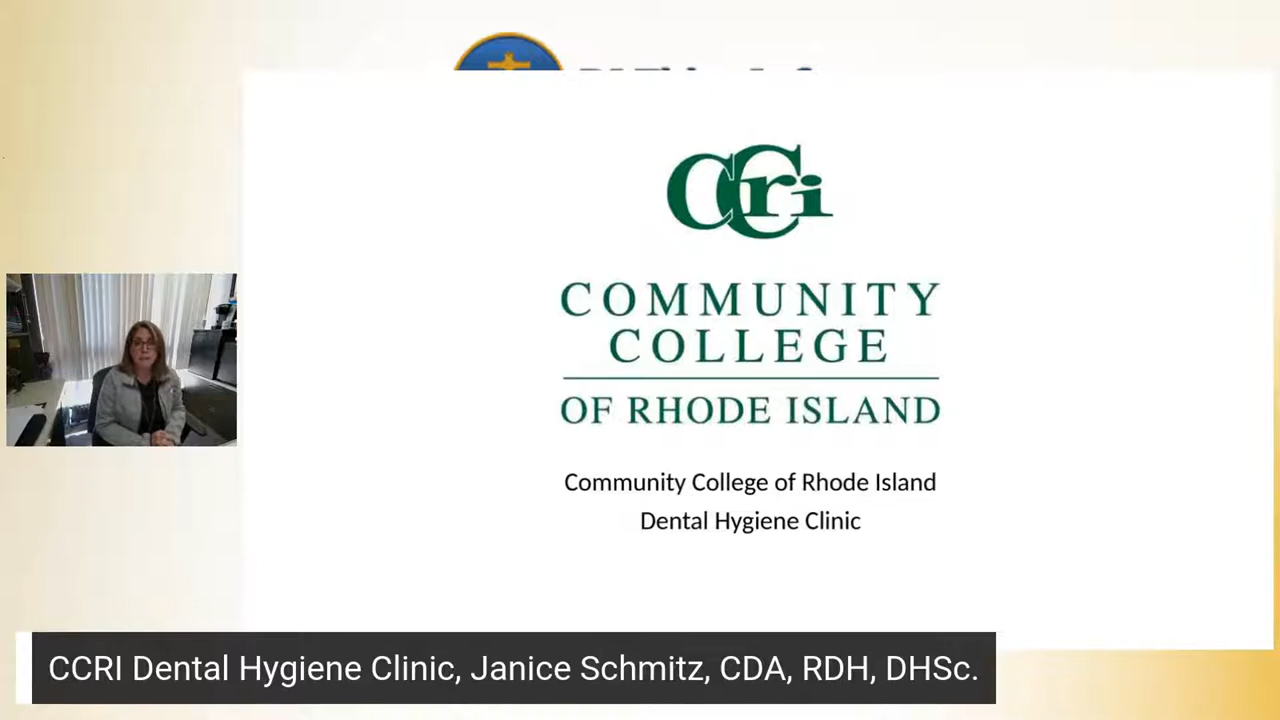 CCri
COMMUNITY
COLLEGE
OF RHODE ISLAND
Community College of Rhode Island
Dental Hygiene Clinic
CCRI Dental Hygiene Clinic, Janice Schmitz, CDA, RDH, DHSc.